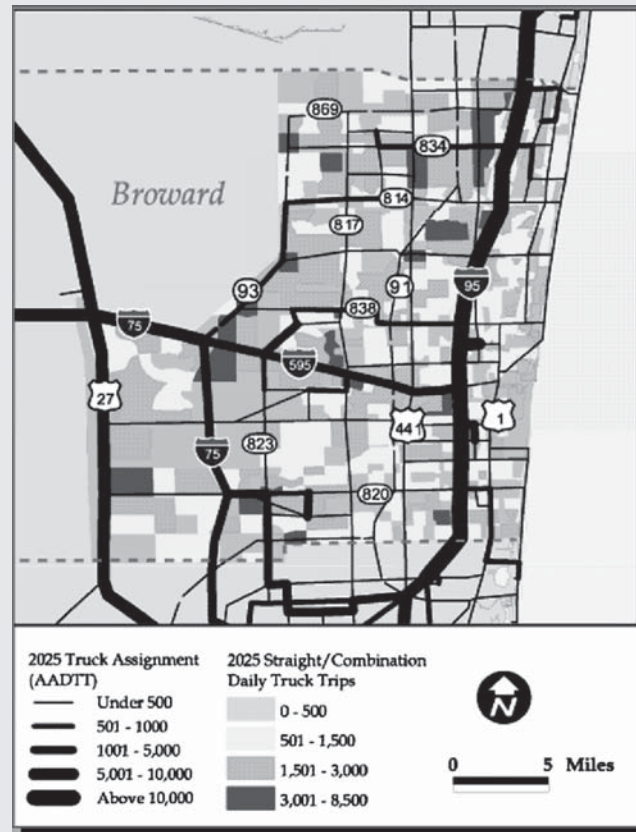 869
834
Broward
814
817
93
91
95
838
75
595
27
441
1
75
823
820
2025 Truck Assignment
(AADTT)
Under 500
501 - 1000
1001 - 5,000
5,001 - 10,000
Above 10,000
2025 Straight/Combination
Daily Truck Trips
0 - 500
501 - 1,500
1,501 - 3,000
3,001 - 8,500
N
0 5 Miles